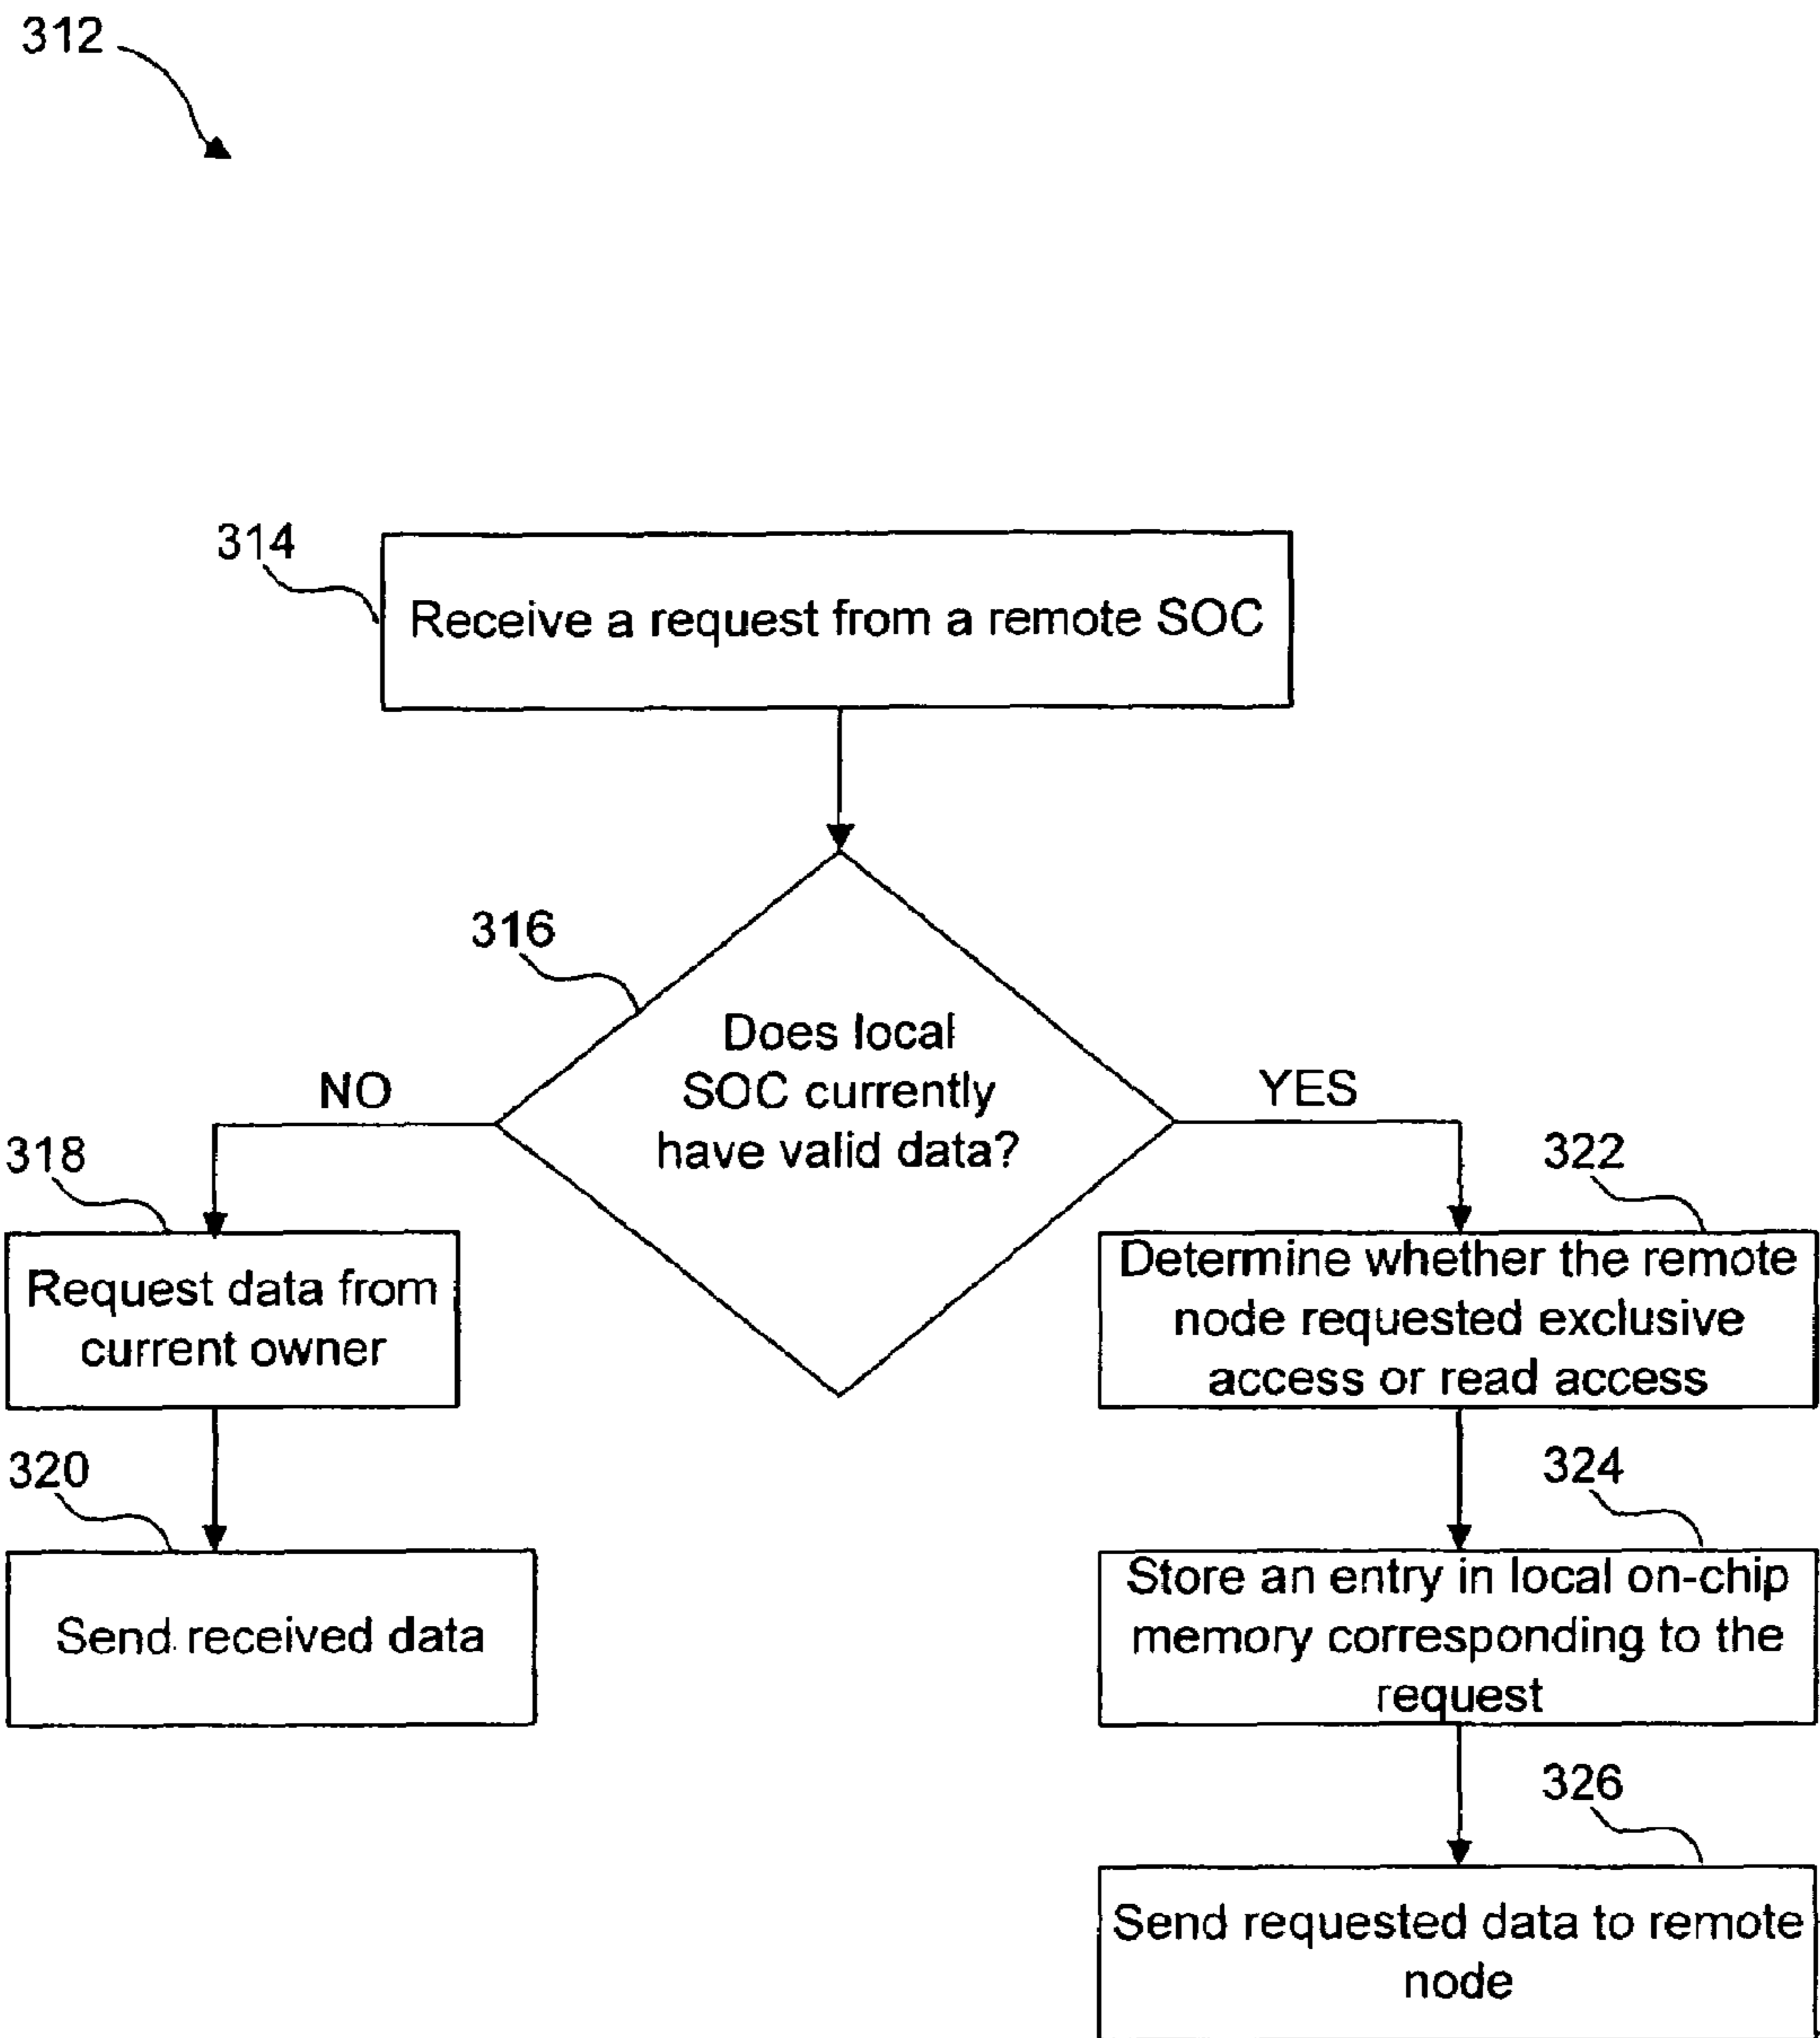 312
314
Receive a request from a remote SOC
316
Does local
SOC currently
have valid data?
NO
YES
318
Request data from
current owner
322
Determine whether the remote
node requested exclusive
access or read access
320
Send received data
324
Store an entry in local on-chip
memory corresponding to the
request
326
Send requested data to remote
node